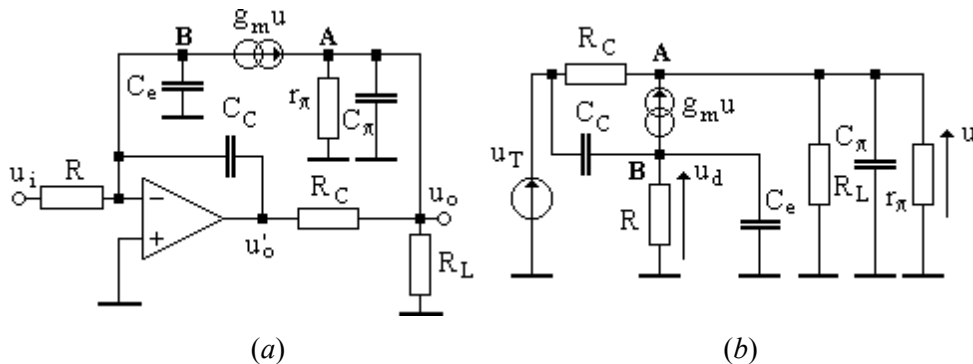 g_m u
B
A
C_e
r_π
C_π
C_C
u_i
R
−
+
R_C
u_o
u'_o
R_L
(a)
R_C
A
C_C
g_m u
u_T
B
u_d
R
C_e
R_L
C_π
r_π
u
(b)